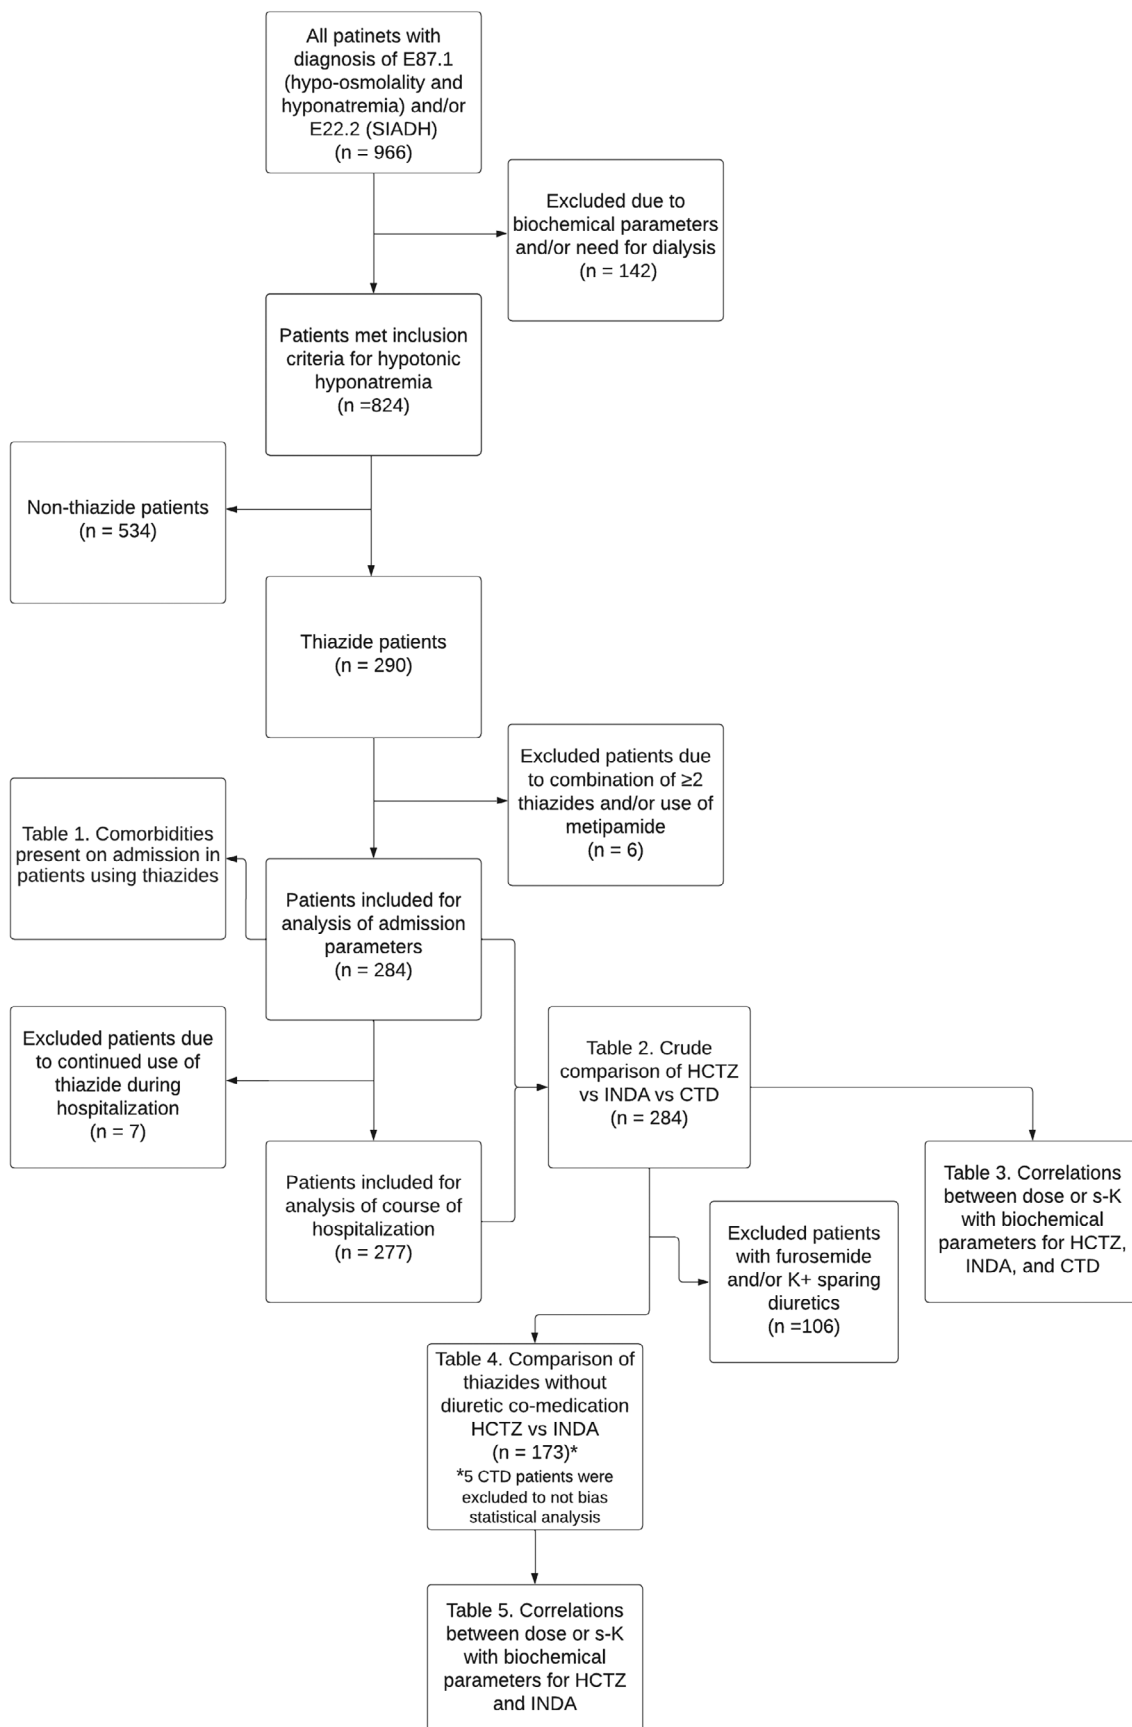 All patinets with
diagnosis of E87.1
(hypo-osmolality and
hyponatremia) and/or
E22.2 (SIADH)
(n = 966)
Excluded due to
biochemical parameters
and/or need for dialysis
(n = 142)
Patients met inclusion
criteria for hypotonic
hyponatremia
(n =824)
Non-thiazide patients
(n = 534)
Thiazide patients
(n = 290)
Excluded patients due
to combination of ≥2
thiazides and/or use of
metipamide
(n = 6)
Table 1. Comorbidities
present on admission in
patients using thiazides
Patients included for
analysis of admission
parameters
(n = 284)
Excluded patients due
to continued use of
thiazide during
hospitalization
(n = 7)
Table 2. Crude
comparison of HCTZ
vs INDA vs CTD
(n = 284)
Patients included for
analysis of course of
hospitalization
(n = 277)
Table 3. Correlations
between dose or s-K
with biochemical
parameters for HCTZ,
INDA, and CTD
Excluded patients
with furosemide
and/or K+ sparing
diuretics
(n =106)
Table 4. Comparison of
thiazides without
diuretic co-medication
HCTZ vs INDA
(n = 173)*
*5 CTD patients were
excluded to not bias
statistical analysis
Table 5. Correlations
between dose or s-K
with biochemical
parameters for HCTZ
and INDA